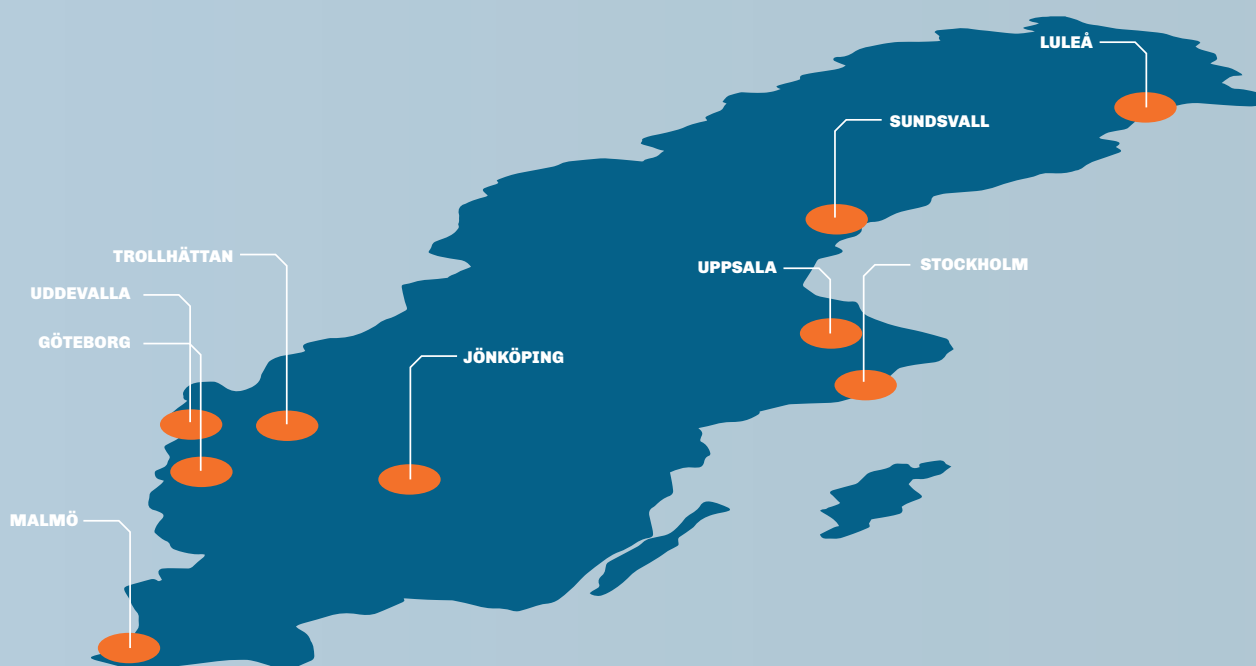 LULEÅ
SUNDSVALL
TROLLHÄTTAN
UPPSALA
STOCKHOLM
UDDEVALLA
GÖTEBORG
JÖNKÖPING
MALMÖ